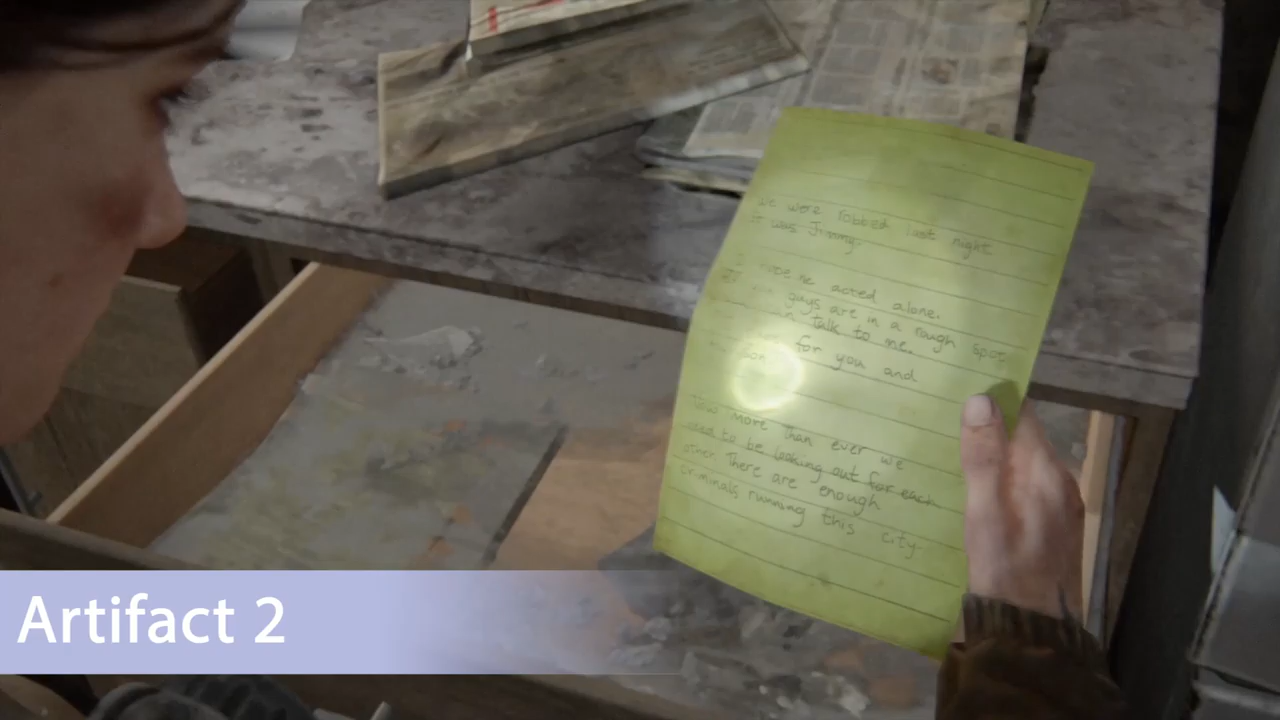 we were robbed last night
it was Jimmy.
acted alone.
guys are in a rough spot
talk to me.
for you and
Now more than ever we
need to be looking out for each
other. There are enough
criminals running this city.
Artifact 2